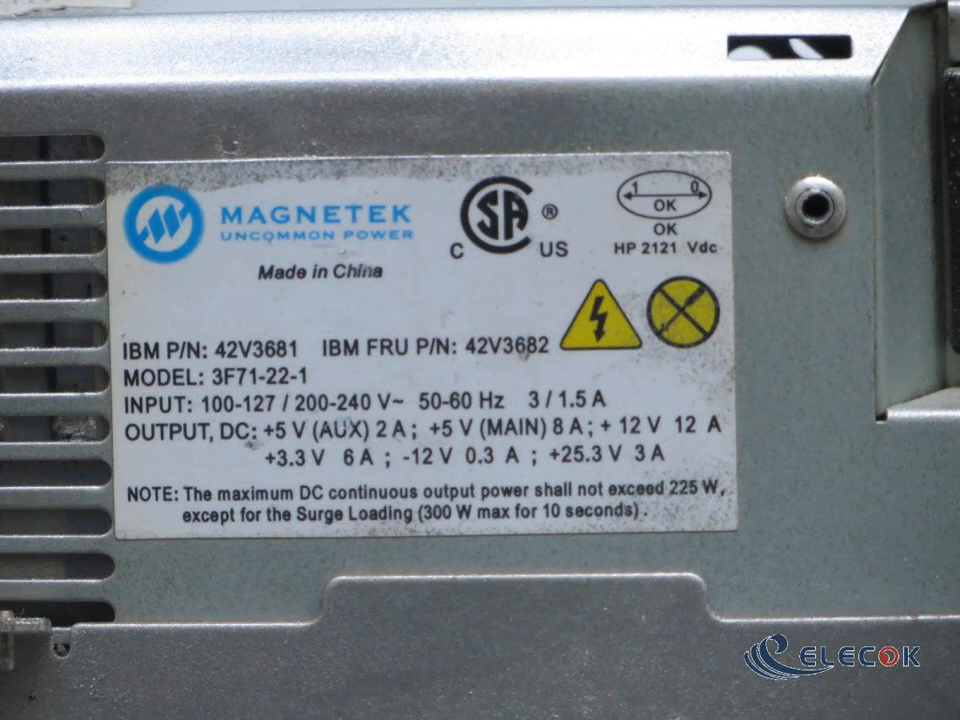 MAGNETEK
UNCOMMON POWER
Made in China
SA ®
C US
1 0
OK
OK
HP 2121 Vdc
IBM P/N: 42V3681 IBM FRU P/N: 42V3682
MODEL: 3F71-22-1
INPUT: 100-127 / 200-240 V~ 50-60 Hz 3 / 1.5 A
OUTPUT, DC: +5 V (AUX) 2 A ; +5 V (MAIN) 8 A ; + 12 V 12 A
+3.3 V 6 A ; -12 V 0.3 A ; +25.3 V 3 A
NOTE: The maximum DC continuous output power shall not exceed 225 W,
except for the Surge Loading (300 W max for 10 seconds) .
ELECOK